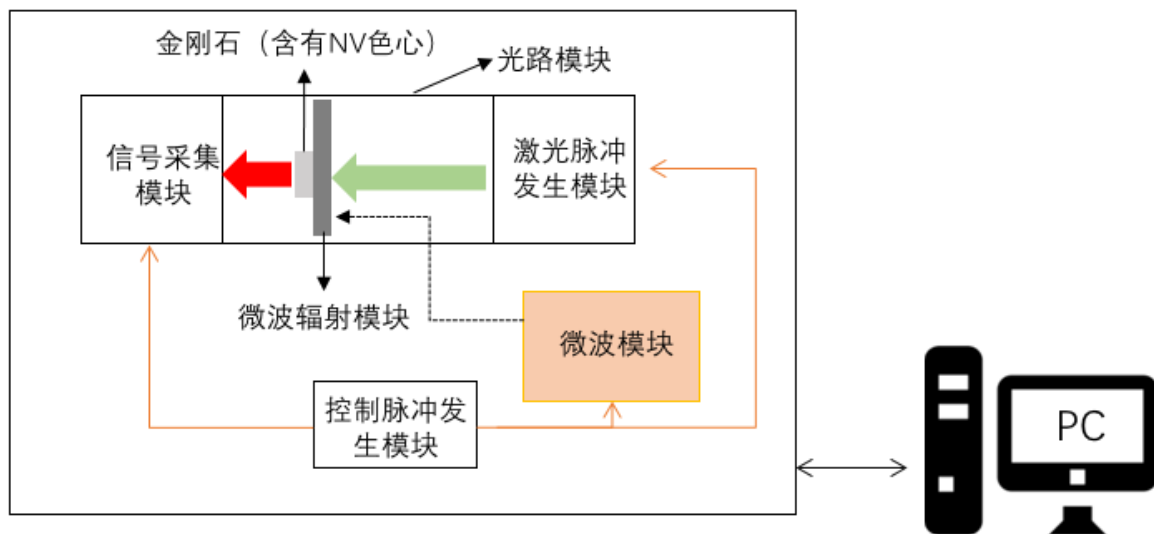 金刚石（含有NV色心）
光路模块
信号采集
模块
激光脉冲
发生模块
微波辐射模块
微波模块
控制脉冲发
生模块
PC